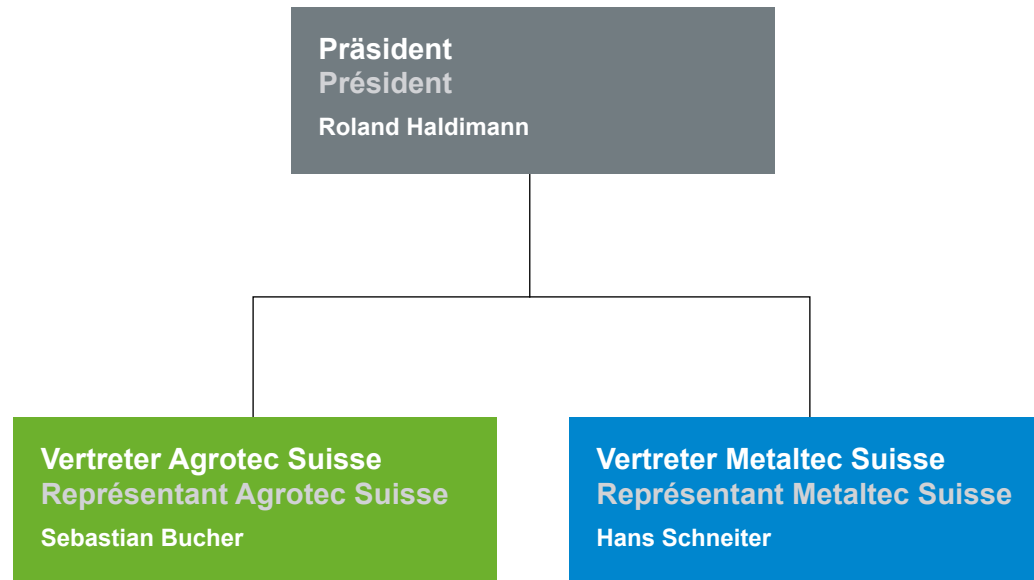 Präsident
Président
Roland Haldimann
Vertreter Agrotec Suisse
Représentant Agrotec Suisse
Sebastian Bucher
Vertreter Metaltec Suisse
Représentant Metaltec Suisse
Hans Schneiter